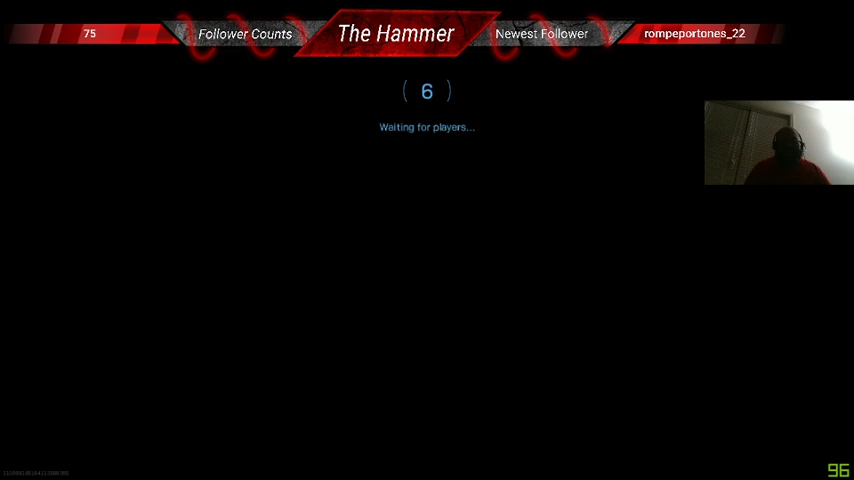 75 Follower Counts The Hammer Newest Follower rompeportones_22
6
Waiting for players...
96